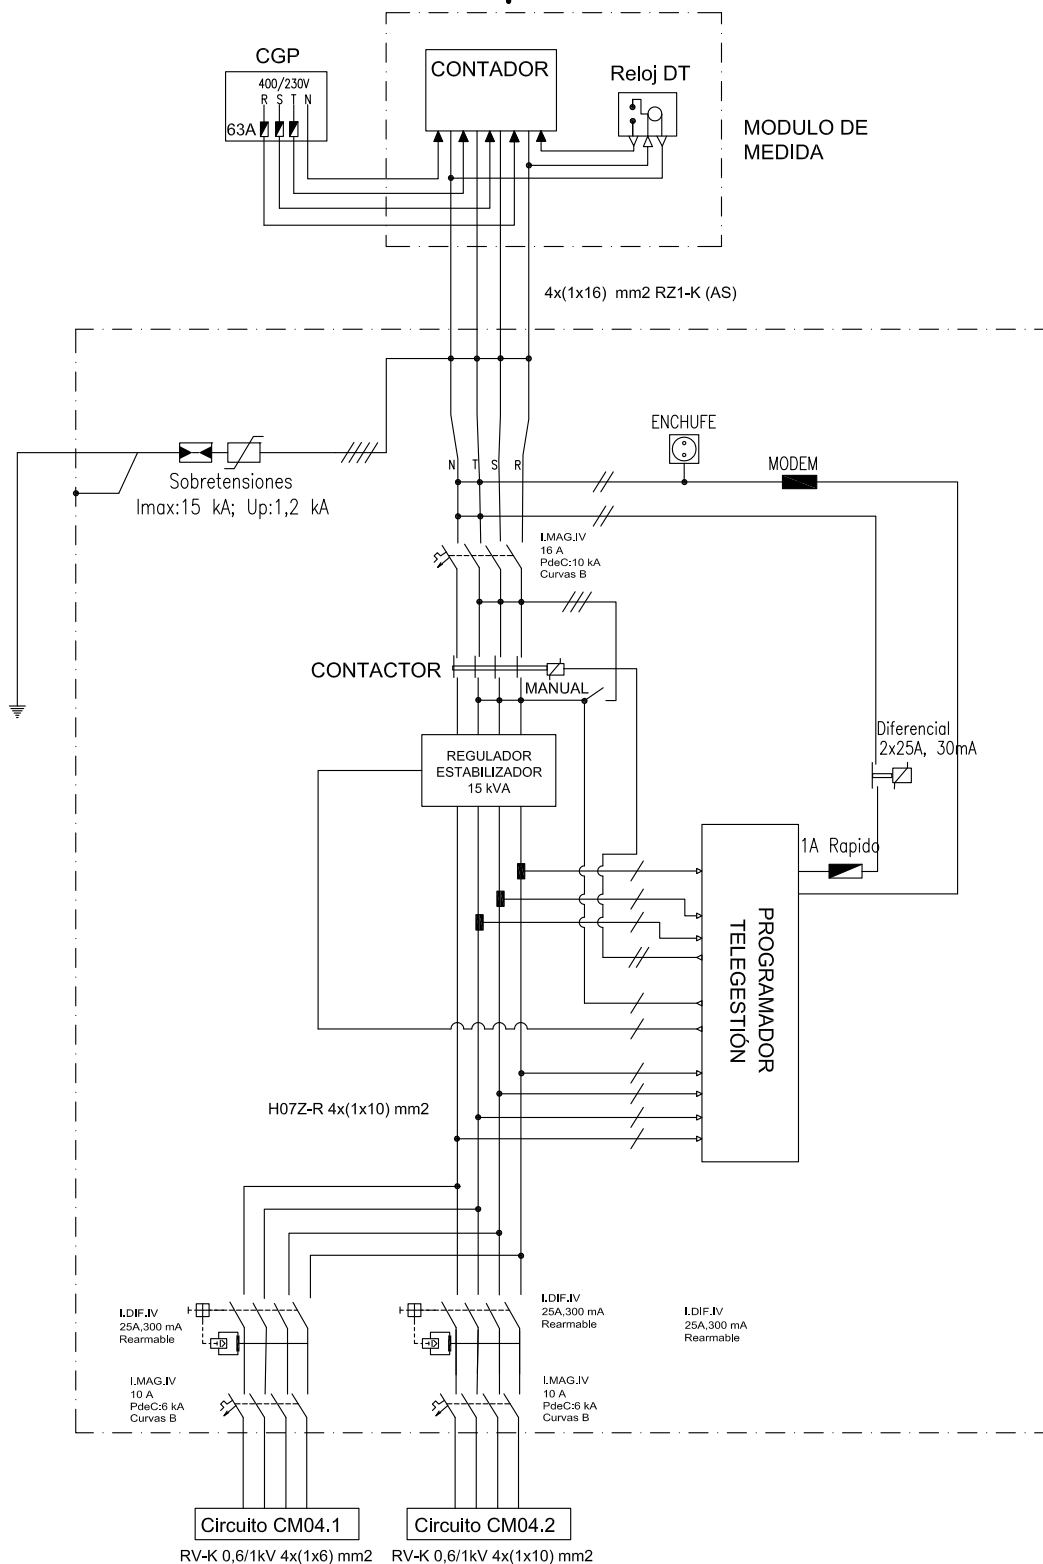 CGP
400/230V
R S T N
63A
CONTADOR
Reloj DT
MODULO DE
MEDIDA
4x(1x16) mm2 RZ1-K (AS)
ENCHUFE
MODEM
Sobretensiones
Imax:15 kA; Up:1,2 kA
N T S R
I.MAG.IV
16 A
PdeC:10 kA
Curvas B
CONTACTOR
MANUAL
REGULADOR
ESTABILIZADOR
15 kVA
Diferencial
2x25A, 30mA
1A Rapido
PROGRAMADOR
TELEGESTIÓN
H07Z-R 4x(1x10) mm2
I.DIF.IV
25A,300 mA
Rearmable
I.DIF.IV
25A,300 mA
Rearmable
I.DIF.IV
25A,300 mA
Rearmable
I.MAG.IV
10 A
PdeC:6 kA
Curvas B
I.MAG.IV
10 A
PdeC:6 kA
Curvas B
Circuito CM04.1
Circuito CM04.2
RV-K 0,6/1kV 4x(1x6) mm2
RV-K 0,6/1kV 4x(1x10) mm2